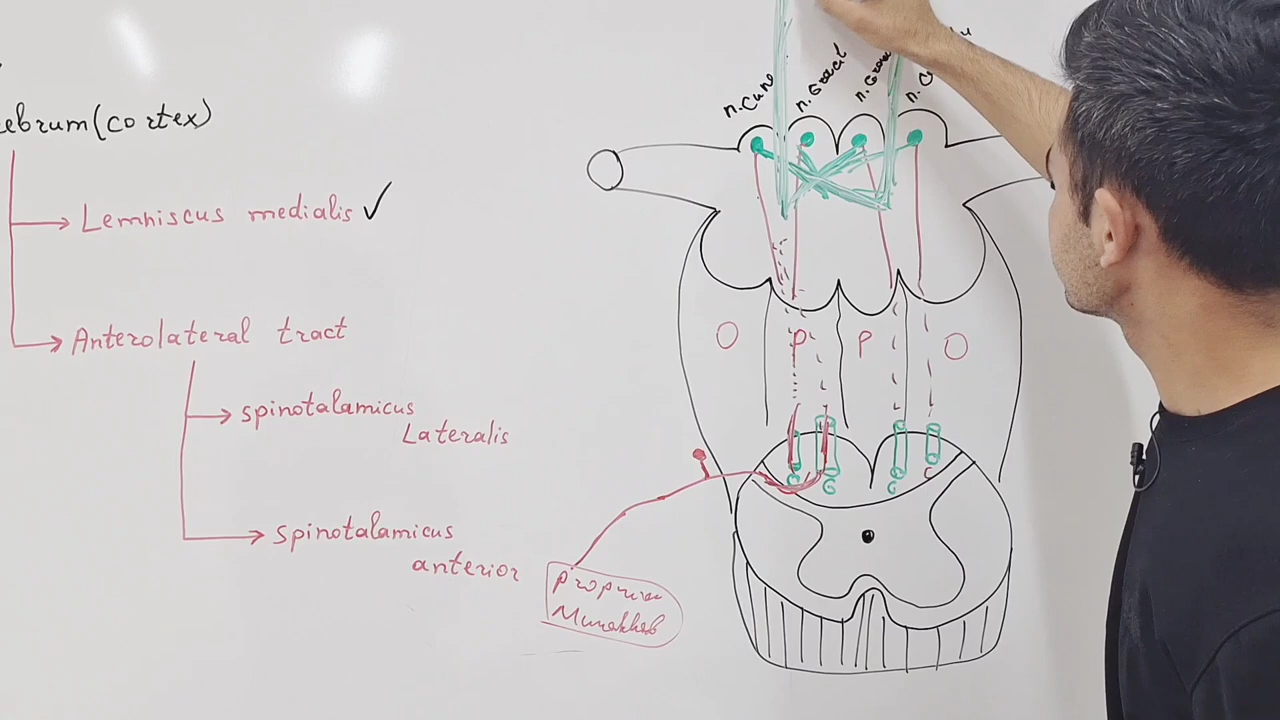 ebrum(cortex)
Lemniscus medialis ✓
Anterolateral tract
spinotalamicus
Lateralis
spinotalamicus
anterior
n.Cune
n.Gracil
n.
n.C
O P P O
G G G C